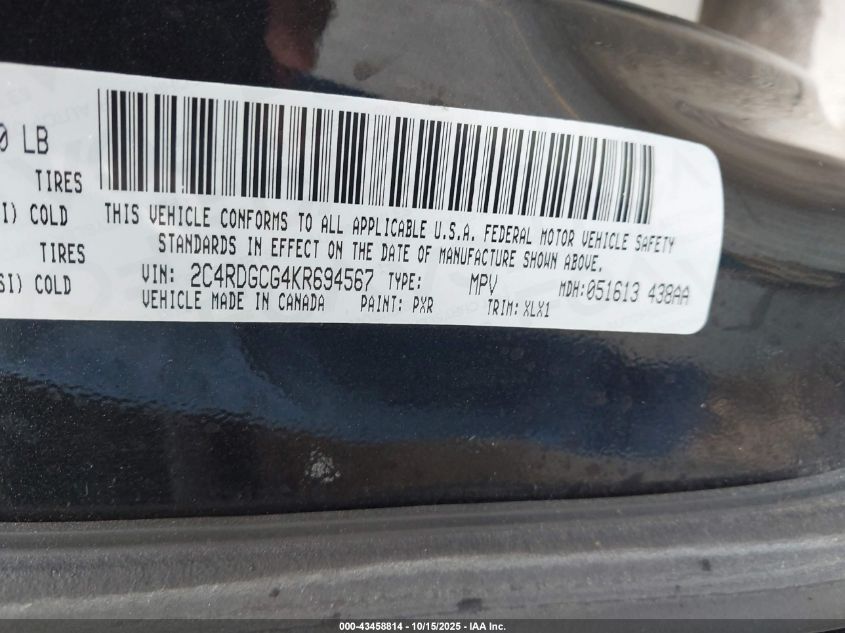 0 LB
TIRES
I) COLD
TIRES
SI) COLD
THIS VEHICLE CONFORMS TO ALL APPLICABLE U.S.A. FEDERAL MOTOR VEHICLE SAFETY
STANDARDS IN EFFECT ON THE DATE OF MANUFACTURE SHOWN ABOVE.
VIN: 2C4RDGCG4KR694567 TYPE: MPV MDH:051613 438AA
VEHICLE MADE IN CANADA PAINT: PXR TRIM: XLX1
000-43458814 - 10/15/2025 - IAA Inc.